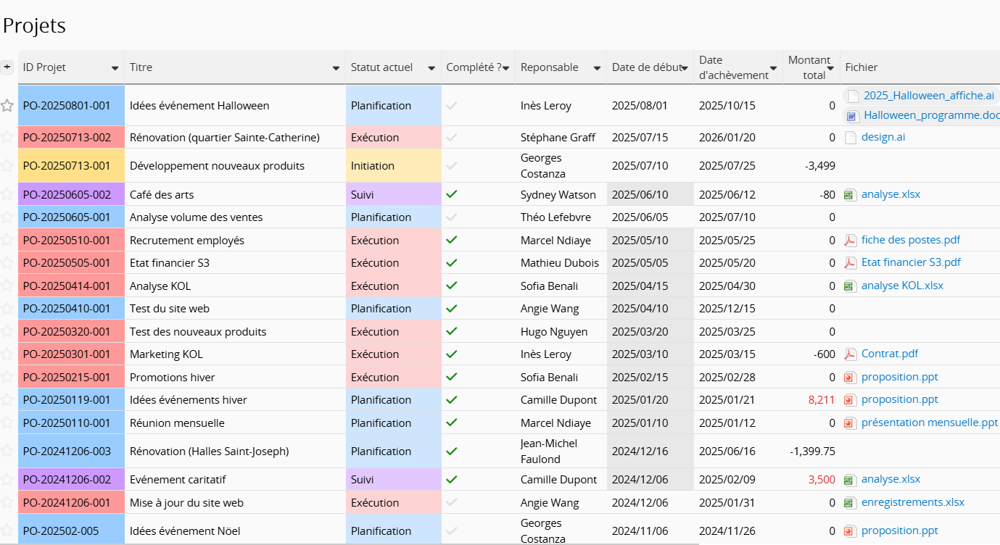 Projets
+ ID Projet Titre Statut actuel Complété ? Reponsable Date de début Date d'achèvement Montant total Fichier
PO-20250801-001 Idées événement Halloween Planification Inès Leroy 2025/08/01 2025/10/15 0 2025_Halloween_affiche.ai
Halloween_programme.doc
PO-20250713-002 Rénovation (quartier Sainte-Catherine) Exécution Stéphane Graff 2025/07/15 2026/01/20 0 design.ai
PO-20250713-001 Développement nouveaux produits Initiation Georges Costanza 2025/07/10 2025/07/25 -3,499
PO-20250605-002 Café des arts Suivi Sydney Watson 2025/06/10 2025/06/12 -80 analyse.xlsx
PO-20250605-001 Analyse volume des ventes Planification Théo Lefebvre 2025/06/05 2025/07/10 0
PO-20250510-001 Recrutement employés Exécution Marcel Ndiaye 2025/05/10 2025/05/25 0 fiche des postes.pdf
PO-20250505-001 Etat financier S3 Exécution Mathieu Dubois 2025/05/05 2025/05/20 0 Etat financier S3.pdf
PO-20250414-001 Analyse KOL Exécution Sofia Benali 2025/04/15 2025/04/30 0 analyse KOL.xlsx
PO-20250410-001 Test du site web Planification Angie Wang 2025/04/10 2025/12/15 0
PO-20250320-001 Test des nouveaux produits Exécution Hugo Nguyen 2025/03/20 2025/03/25 0
PO-20250301-001 Marketing KOL Exécution Inès Leroy 2025/03/10 2025/03/15 -600 Contrat.pdf
PO-20250215-001 Promotions hiver Exécution Sofia Benali 2025/02/15 2025/02/28 0 proposition.ppt
PO-20250119-001 Idées événements hiver Planification Camille Dupont 2025/01/20 2025/01/21 8,211 proposition.ppt
PO-20250110-001 Réunion mensuelle Planification Marcel Ndiaye 2025/01/10 2025/01/12 0 présentation mensuelle.ppt
PO-20241206-003 Rénovation (Halles Saint-Joseph) Planification Jean-Michel Faulond 2024/12/16 2025/06/16 -1,399.75
PO-20241206-002 Evénement caritatif Suivi Camille Dupont 2024/12/06 2025/02/09 3,500 analyse.xlsx
PO-20241206-001 Mise à jour du site web Exécution Angie Wang 2024/12/06 2025/01/31 0 enregistrements.xlsx
PO-202502-005 Idées événement Nöel Planification Georges Costanza 2024/11/06 2024/11/26 0 proposition.ppt